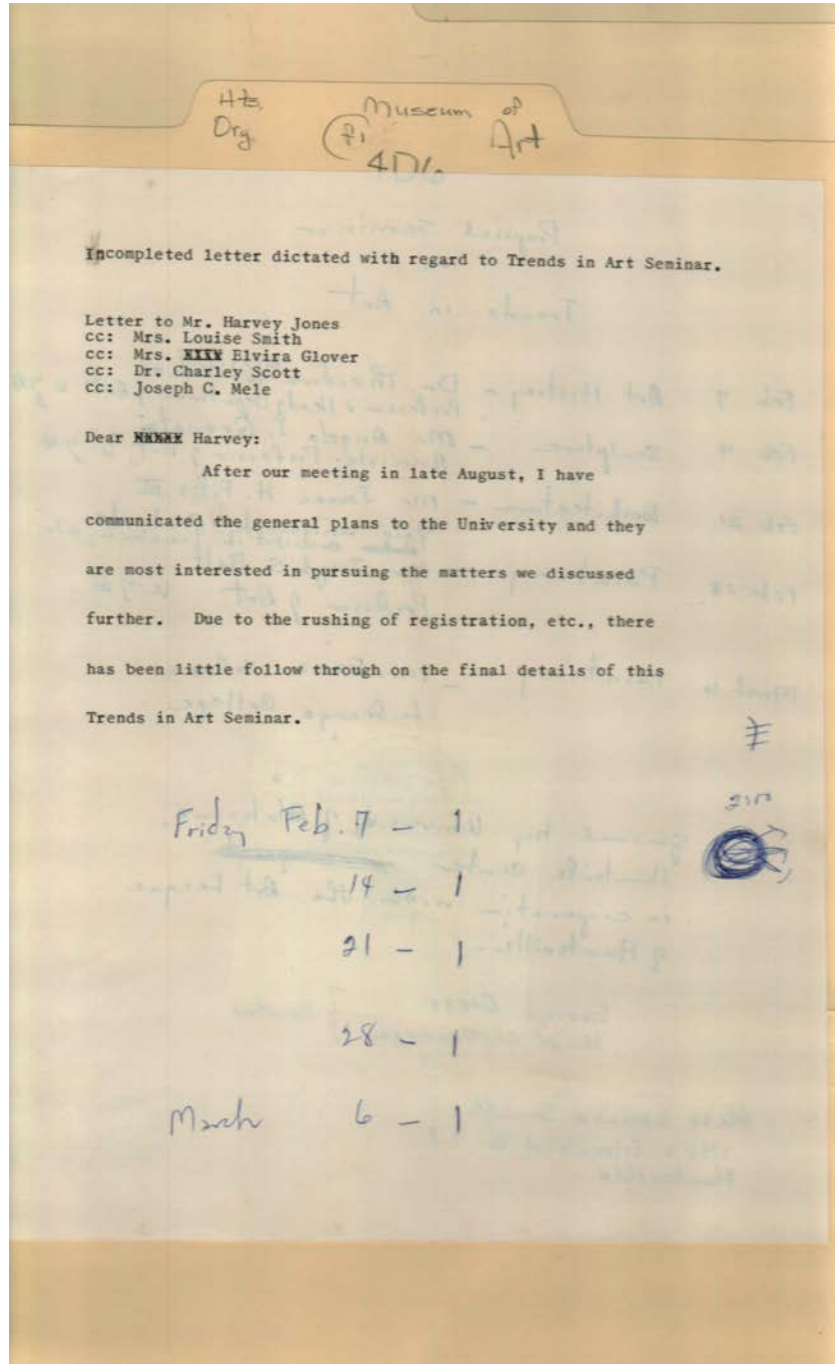 Hts. Museum of
Org. Art
Incompleted letter dictated with regard to Trends in Art Seminar.
Letter to Mr. Harvey Jones
cc: Mrs. Louise Smith
cc: Mrs. XXXX Elvira Glover
cc: Dr. Charley Scott
cc: Joseph C. Mele
Dear XXXXX Harvey:
After our meeting in late August, I have
communicated the general plans to the University and they
are most interested in pursuing the matters we discussed
further. Due to the rushing of registration, etc., there
has been little follow through on the final details of this
Trends in Art Seminar.
Friday Feb. 7 – 1
14 – 1
21 – 1
28 – 1
March 6 – 1